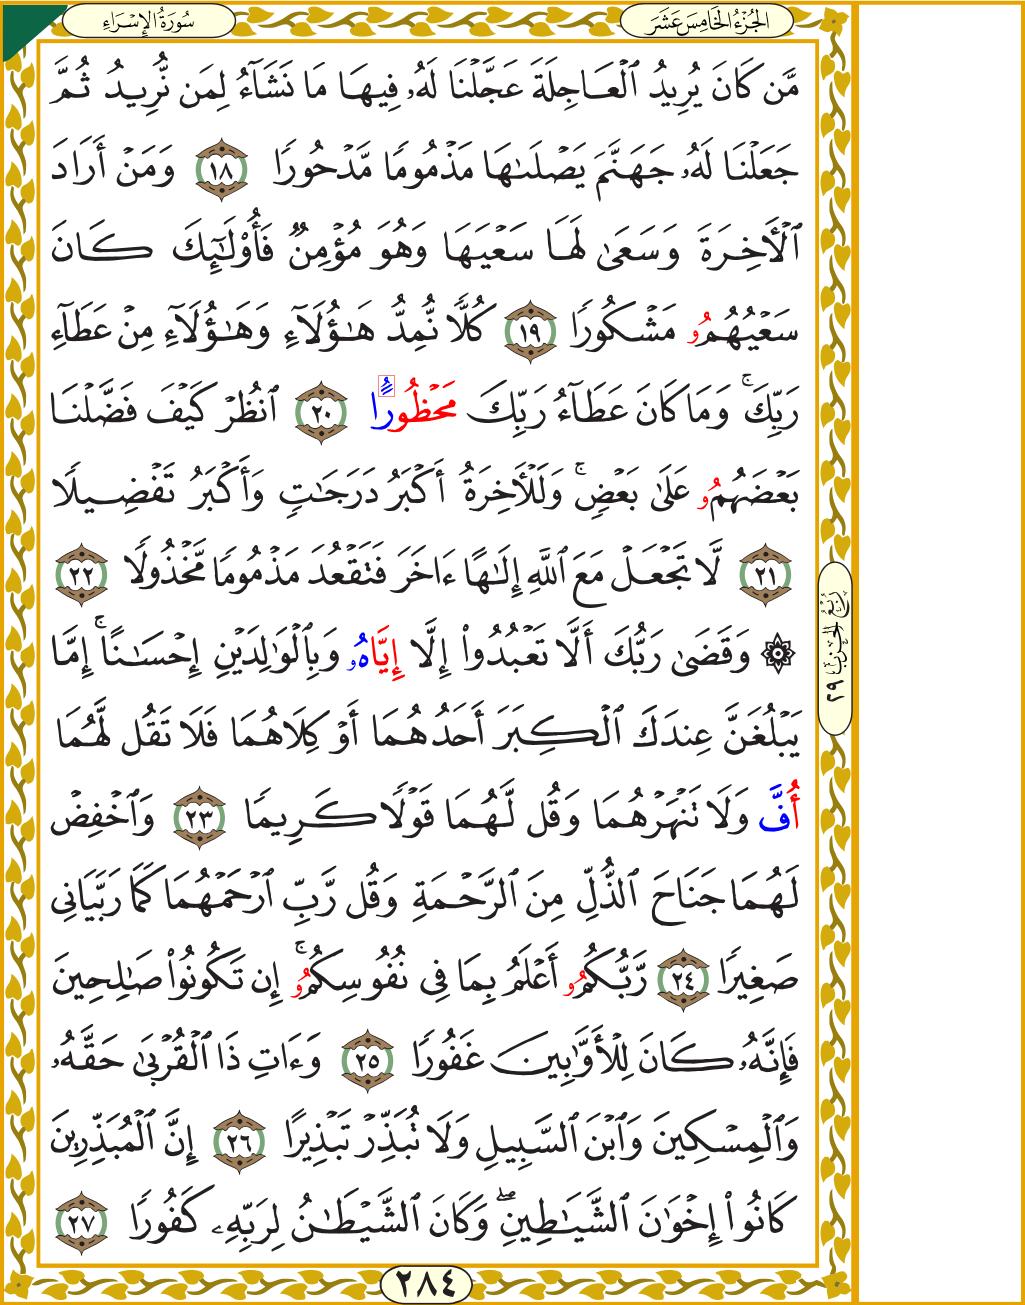 الجُزْءُ الخَامِسَ عَشَرَ
سُورَةُ الإِسْرَاءِ
مَّن كَانَ يُرِيدُ ٱلْعَاجِلَةَ عَجَّلْنَا لَهُۥ فِيهَا مَا نَشَآءُ لِمَن نُّرِيدُ ثُمَّ
جَعَلْنَا لَهُۥ جَهَنَّمَ يَصْلَىٰهَا مَذْمُومًا مَّدْحُورًا ١٨ وَمَنْ أَرَادَ
ٱلْأَخِرَةَ وَسَعَىٰ لَهَا سَعْيَهَا وَهُوَ مُؤْمِنٌ فَأُوْلَـٰٓئِكَ كَانَ
سَعْيُهُمُۥ مَشْكُورًا ١٩ كُلًّا نُّمِدُّ هَـٰٓؤُلَآءِ وَهَـٰٓؤُلَآءِ مِنْ عَطَآءِ
رَبِّكَۚ وَمَا كَانَ عَطَآءُ رَبِّكَ مَحْظُورًا ٢٠ ٱنظُرْ كَيْفَ فَضَّلْنَا
بَعْضَهُمُۥ عَلَىٰ بَعْضٍۚ وَلَلْأَخِرَةُ أَكْبَرُ دَرَجَـٰتٍ وَأَكْبَرُ تَفْضِيلًا
٢١ لَّا تَجْعَلْ مَعَ ٱللَّهِ إِلَـٰهًا ءَاخَرَ فَتَقْعُدَ مَذْمُومًا مَّخْذُولًا ٢٢
۞ وَقَضَىٰ رَبُّكَ أَلَّا تَعْبُدُوٓا۟ إِلَّا إِيَّاهُۥ وَبِٱلْوَٰلِدَيْنِ إِحْسَـٰنًاۚ إِمَّا
يَبْلُغَنَّ عِندَكَ ٱلْكِبَرَ أَحَدُهُمَا أَوْ كِلَاهُمَا فَلَا تَقُل لَّهُمَا
أُفَّ وَلَا تَنْهَرْهُمَا وَقُل لَّهُمَا قَوْلًا كَرِيمًا ٢٣ وَٱخْفِضْ
لَهُمَا جَنَاحَ ٱلذُّلِّ مِنَ ٱلرَّحْمَةِ وَقُل رَّبِّ ٱرْحَمْهُمَا كَمَا رَبَّيَانِى
صَغِيرًا ٢٤ رَّبُّكُمُۥ أَعْلَمُ بِمَا فِى نُفُوسِكُمُۥۚ إِن تَكُونُوا۟ صَـٰلِحِينَ
فَإِنَّهُۥ كَانَ لِلْأَوَّٰبِينَ غَفُورًا ٢٥ وَءَاتِ ذَا ٱلْقُرْبَىٰ حَقَّهُۥ
وَٱلْمِسْكِينَ وَٱبْنَ ٱلسَّبِيلِ وَلَا تُبَذِّرْ تَبْذِيرًا ٢٦ إِنَّ ٱلْمُبَذِّرِينَ
كَانُوٓا۟ إِخْوَٰنَ ٱلشَّيَـٰطِينِۖ وَكَانَ ٱلشَّيْطَـٰنُ لِرَبِّهِۦ كَفُورًا ٢٧
رُبْعُ الحِزْبِ ٢٩
٢٨٤